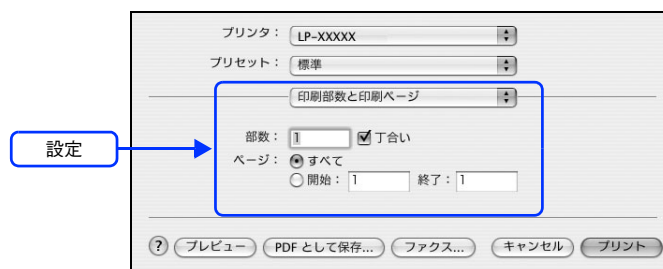 プリンタ： LP-XXXXX
プリセット： 標準
印刷部数と印刷ページ
設定
部数： 1 丁合い
ページ： すべて
開始： 1 終了： 1
? プレビュー PDF として保存... ファクス... キャンセル プリント